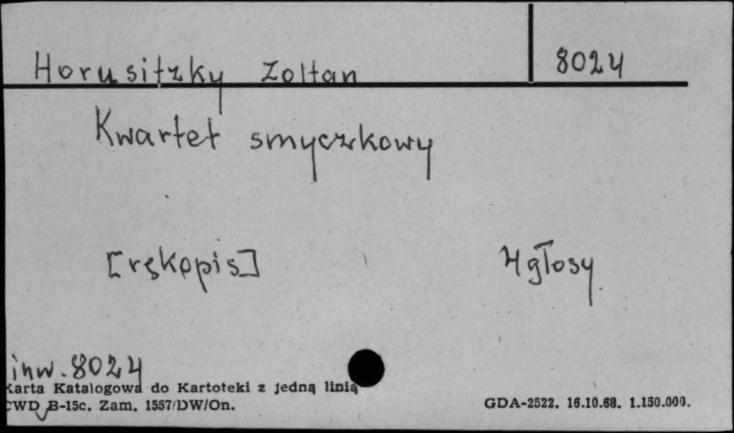 Horusitzky Zoltan 8024
Kwartet smyczkowy
[rękopis] 4 głosy
inw. 8024
Karta Katalogowa do Kartoteki z jedną linią
CWD B-15c. Zam. 1557/DW/On. GDA-2522. 16.10.68. 1.150.000.